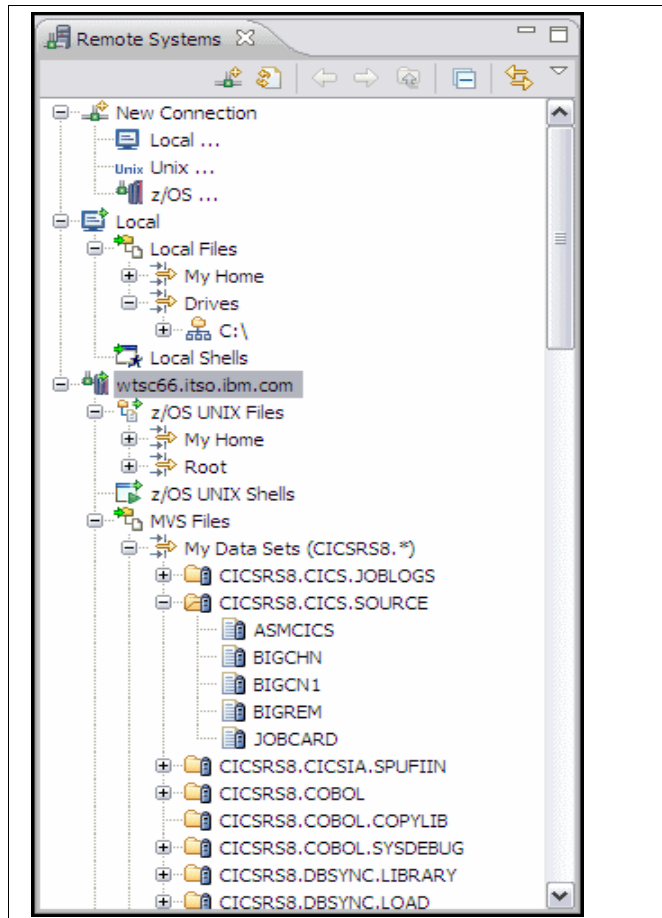 Remote Systems
New Connection
Local ...
Unix Unix ...
z/OS ...
Local
Local Files
My Home
Drives
C:\
Local Shells
wtsc66.itso.ibm.com
z/OS UNIX Files
My Home
Root
z/OS UNIX Shells
MVS Files
My Data Sets (CICSRS8.*)
CICSRS8.CICS.JOBLOGS
CICSRS8.CICS.SOURCE
ASMCICS
BIGCHN
BIGCN1
BIGREM
JOBCARD
CICSRS8.CICSIA.SPUFIIN
CICSRS8.COBOL
CICSRS8.COBOL.COPYLIB
CICSRS8.COBOL.SYSDEBUG
CICSRS8.DBSYNC.LIBRARY
CICSRS8.DBSYNC.LOAD